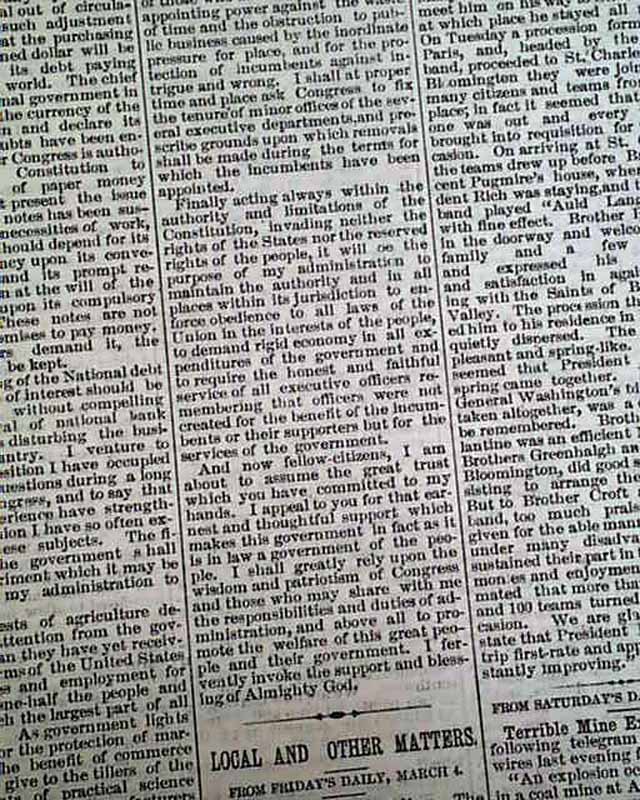 al out of circula-
such adjustment
at the purchasing
ned dollar will be
its debt paying
world. The chief
nal government in
the currency of the
n and declare its
ubts have been en-
r Congress is autho-
Constitution to
of paper money
t present the issue
notes has been sus-
necessities of work,
hould depend for its
ncy upon its conve-
and its prompt re-
n at the will of the
upon its compulsory
hese notes are not
omises to pay money.
rs demand it, the
be kept.
g of the National debt
of interest should be
without compelling
al of national bank
s disturbing the busi-
untry. I venture to
sition I have occupied
uestions during a long
ngress, and to say that
erience have strength-
ion I have so often ex-
ese subjects. The fi-
he government shall
riment which it may be
my administration to
ests of agriculture de-
ttention from the gov-
an they have yet receiv-
ms of the United States
s and employment for
ne-half the people and
ch the largest part of all
As government lights
or the protection of mar-
he benefit of commerce
give to the tillers of the
ts of practical science
appointing power against the waste
of time and the obstruction to pub-
lic business caused by the inordinate
pressure for place, and for the pro-
tection of incumbents against in-
trigue and wrong. I shall at proper
time and place ask Congress to fix
the tenure of minor offices of the sev-
eral executive departments, and pre-
scribe grounds upon which removals
shall be made during the terms for
which the incumbents have been
appointed.
Finally acting always within the
authority and limitations of the
Constitution, invading neither the
rights of the States nor the reserved
rights of the people, it will be the
purpose of my administration to
maintain the authority and in all
places within its jurisdiction to en-
force obedience to all laws of the
Union in the interests of the people,
to demand rigid economy in all ex-
penditures of the government and
to require the honest and faithful
service of all executive officers re-
membering that officers were not
created for the benefit of the incum-
bents or their supporters but for the
services of the government.
And now fellow-citizens, I am
about to assume the great trust
which you have committed to my
hands. I appeal to you for that ear-
nest and thoughtful support which
makes this government in fact as it
is in law a government of the peo-
ple. I shall greatly rely upon the
wisdom and patriotism of Congress
and those who may share with me
the responsibilities and duties of ad-
ministration, and above all to pro-
mote the welfare of this great peo-
ple and their government. I fer-
vently invoke the support and bless-
ing of Almighty God.
LOCAL AND OTHER MATTERS.
FROM FRIDAY'S DAILY, MARCH 4.
meet him on his way
at which place he stayed all
On Tuesday a procession form
Paris, and, headed by the
band, proceeded to St. Charle
Bloomington they were joi
many citizens and teams from
place; in fact it seemed that
one was out and every
brought into requisition for
casion. On arriving at St.
the teams drew up before B
cent Pugmire's house, whe
dent Rich was staying, and
band played "Auld Lang
with fine effect. Brother
in the doorway and welco
family and a few
and expressed his
and satisfaction in aga
ing with the Saints of B
Valley. The procession th
ed him to his residence in
quietly dispersed. The
pleasant and spring-like.
seemed that President
spring came together.
General Washington's to
taken altogether, was a
be remembered. Broth
lantine was an efficient
Brothers Greenhalgh an
Bloomington, did good s
sisting to arrange the
But to Brother Croft
band, too much prais
given for the able man
under many disadva
sustained their part in
monies and enjoymen
mated that more tha
and 100 teams turned
casion. We are gl
state that President
trip first-rate and app
stantly improving."
FROM SATURDAY'S D
Terrible Mine E
following telegram
wires last evening
"An explosion o
in a coal mine at A